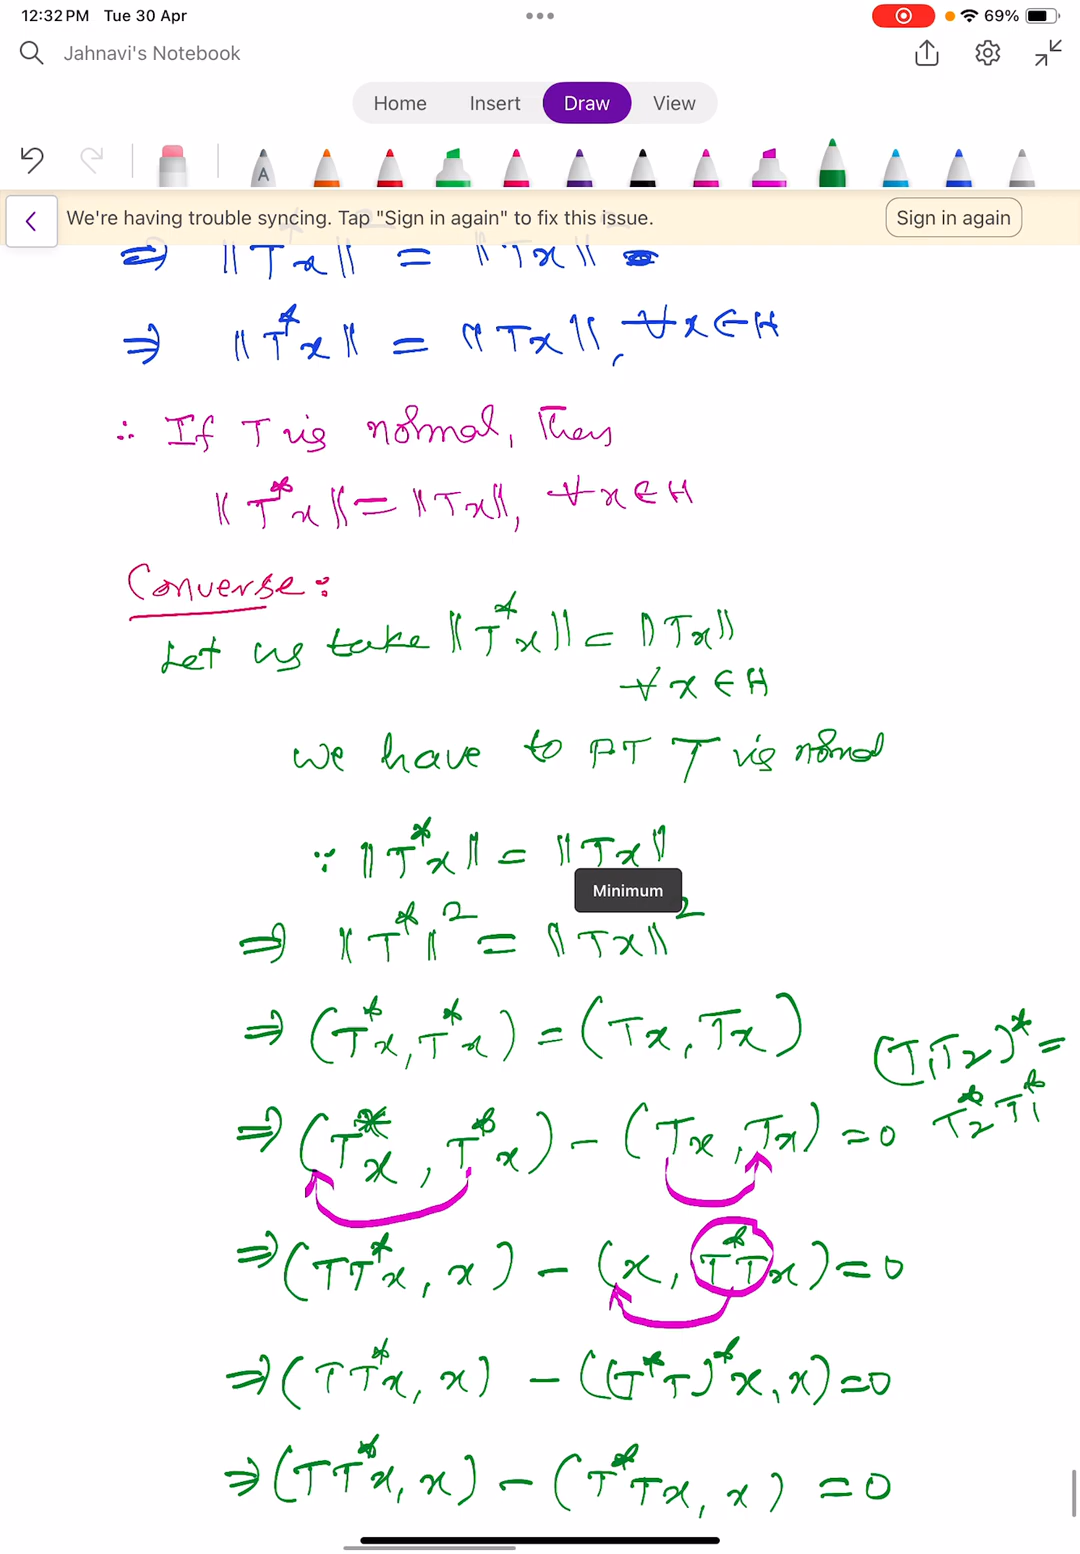 12:32 PM Tue 30 Apr
69%
Jahnavi's Notebook
Home Insert Draw View
A
We're having trouble syncing. Tap "Sign in again" to fix this issue.
Sign in again
⇒ ||T*x|| = ||Tx||
⇒ ||T*x|| = ||Tx||, ∀x∈H
∴ If T is normal, Then
||T*x|| = ||Tx||, ∀x∈H
Converse:
Let us take ||T*x|| = ||Tx||
∀x∈H
we have to PT T is normal
∵ ||T*x|| = ||Tx||
Minimum
⇒ ||T*||² = ||Tx||²
⇒ (T*x, T*x) = (Tx, Tx)
(T1T2)* =
T2*T1*
⇒ (T*x, T*x) - (Tx, Tx) = 0
⇒ (TT*x, x) - (x, T*Tx) = 0
⇒ (TT*x, x) - ((T*T)*x, x) = 0
⇒ (TT*x, x) - (T*Tx, x) = 0